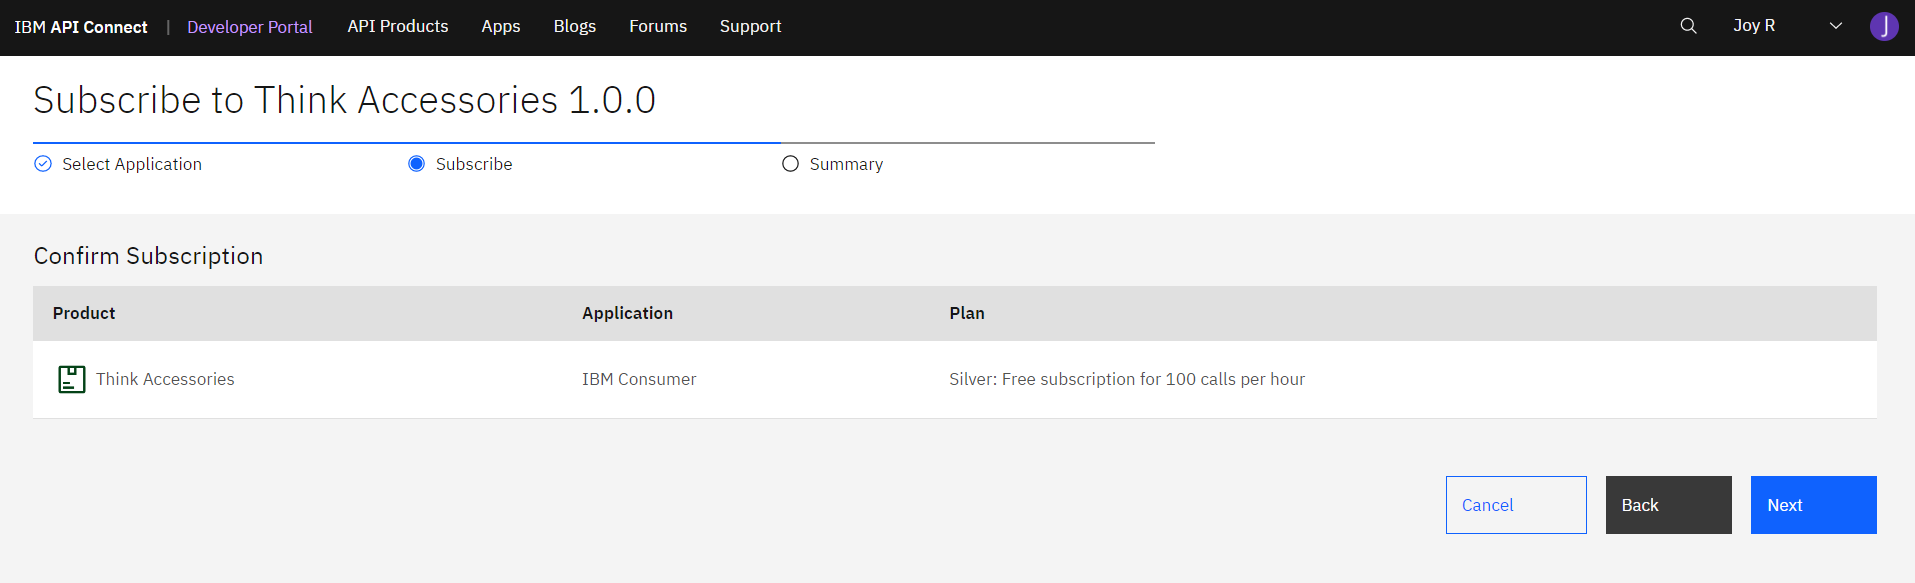 IBM API Connect | Developer Portal API Products Apps Blogs Forums Support Joy R J
Subscribe to Think Accessories 1.0.0
Select Application Subscribe Summary
Confirm Subscription
Product Application Plan
Think Accessories IBM Consumer Silver: Free subscription for 100 calls per hour
Cancel Back Next